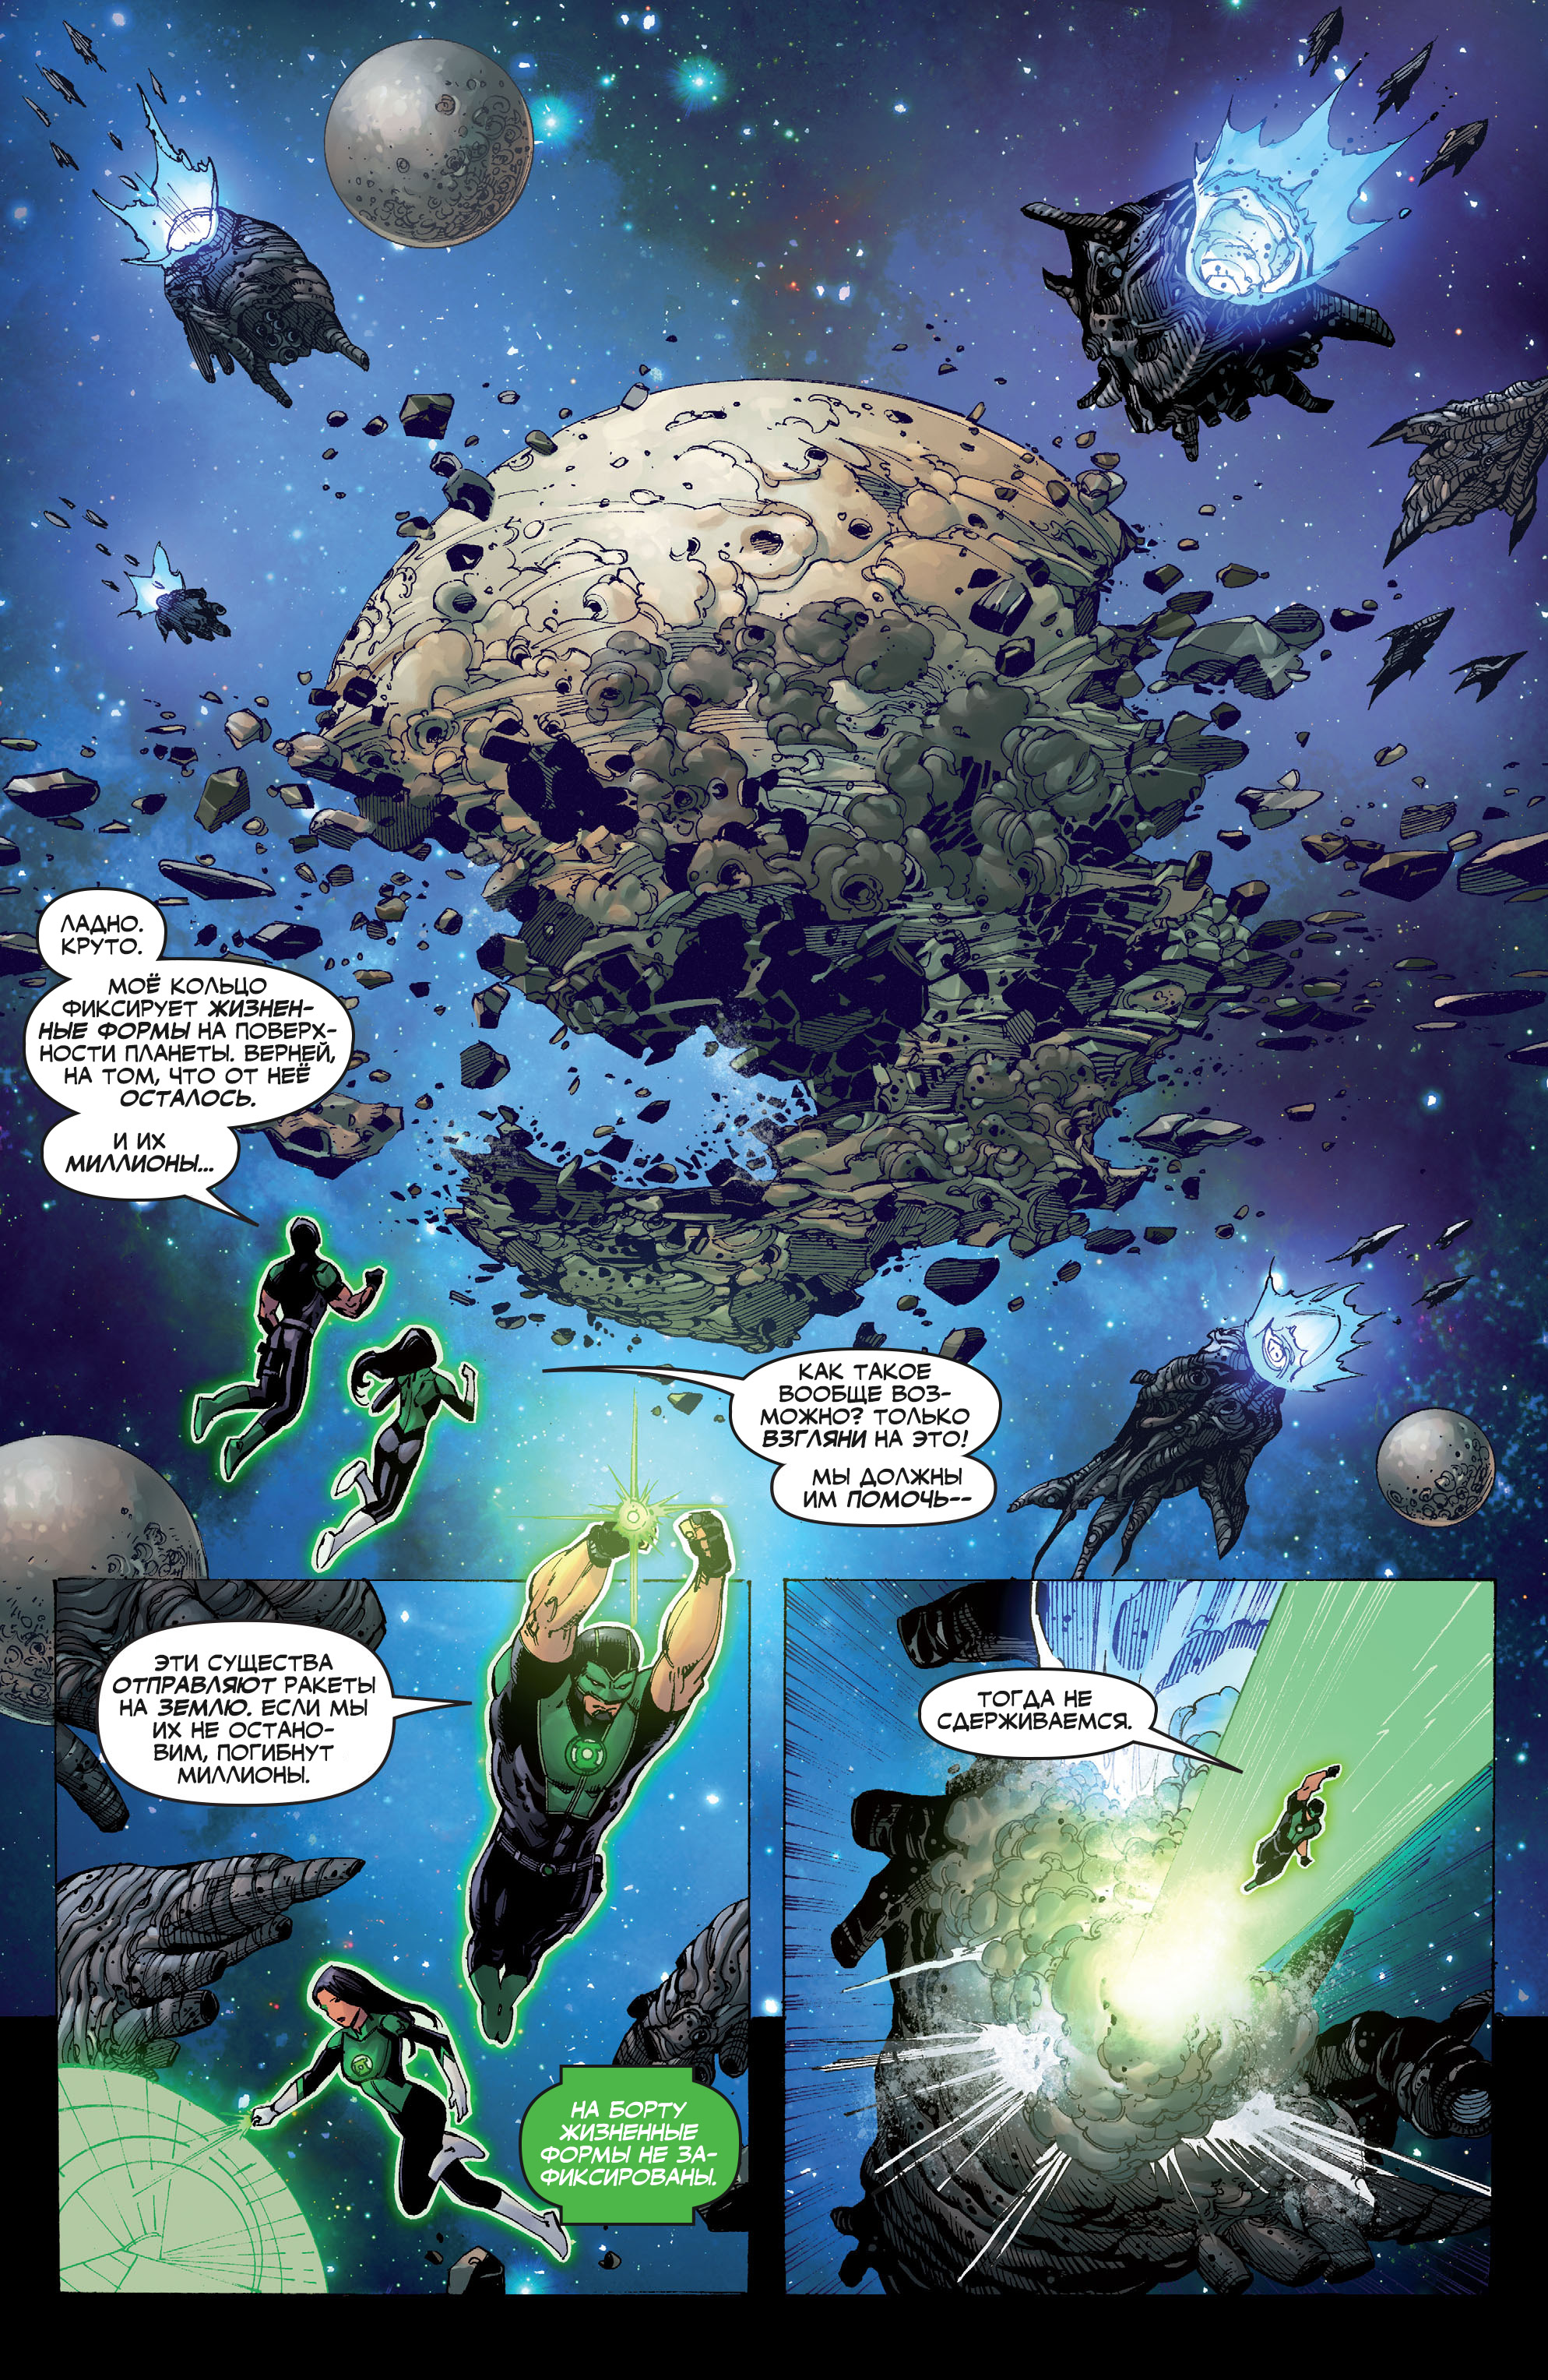 ЛАДНО.
КРУТО.
МОЁ КОЛЬЦО
ФИКСИРУЕТ ЖИЗНЕН-
НЫЕ ФОРМЫ НА ПОВЕРХ-
НОСТИ ПЛАНЕТЫ. ВЕРНЕЙ,
НА ТОМ, ЧТО ОТ НЕЁ
ОСТАЛОСЬ.
И ИХ
МИЛЛИОНЫ...
КАК ТАКОЕ
ВООБЩЕ ВОЗ-
МОЖНО? ТОЛЬКО
ВЗГЛЯНИ НА ЭТО!
МЫ ДОЛЖНЫ
ИМ ПОМОЧЬ--
ЭТИ СУЩЕСТВА
ОТПРАВЛЯЮТ РАКЕТЫ
НА ЗЕМЛЮ. ЕСЛИ МЫ
ИХ НЕ ОСТАНО-
ВИМ, ПОГИБНУТ
МИЛЛИОНЫ.
НА БОРТУ
ЖИЗНЕННЫЕ
ФОРМЫ НЕ ЗА-
ФИКСИРОВАНЫ.
ТОГДА НЕ
СДЕРЖИВАЕМСЯ.